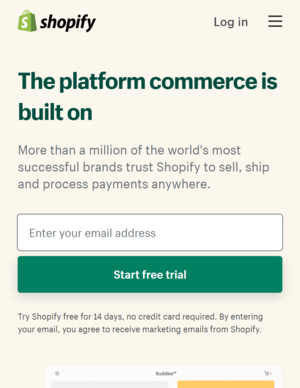 shopify
Log in
The platform commerce is
built on
More than a million of the world's most
successful brands trust Shopify to sell, ship
and process payments anywhere.
Enter your email address
Start free trial
Try Shopify free for 14 days, no credit card required. By entering
your email, you agree to receive marketing emails from Shopify.
Buddies™